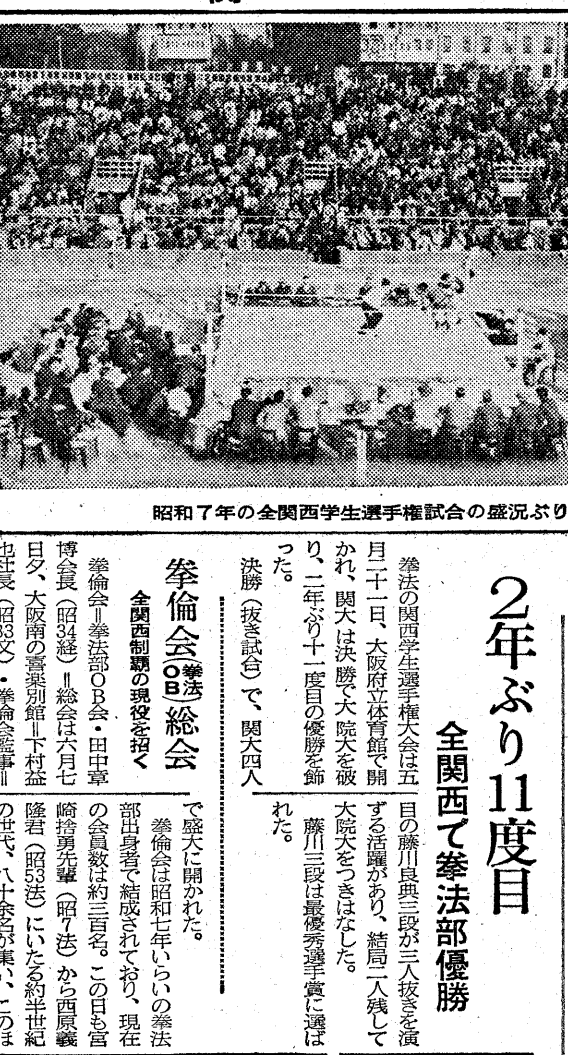 昭和7年の全関西学生選手権試合の盛況ぶり
2年ぶり11度目
全関西で拳法部優勝
拳法の関西学生選手権大会は五
月二十一日、大阪府立体育館で開
かれ、関大は決勝で大院大を破
り、二年ぶり十一度目の優勝を飾
った。
決勝（抜き試合）で、関大四人
目の藤川良典三段が三人抜きを演
ずる活躍があり、結局二人残して
大院大をつきはなした。
藤川三段は最優秀選手賞に選ば
れた。
拳倫会（拳法OB）総会
全関西制覇の現役を招く
拳倫会＝拳法部OB会・田中章
博会長（昭34経）＝総会は六月七
日夕、大阪南の喜楽別館＝下村益
也社長（昭33文）・拳倫会監事＝
で盛大に開かれた。
拳倫会は昭和七年いらいの拳法
部出身者で結成されており、現在
の会員数は約三百名。この日も宮
崎捨勇先輩（昭7法）から西原義
隆君（昭53法）にいたる約半世紀
の世代、八十余名が集い、このほ